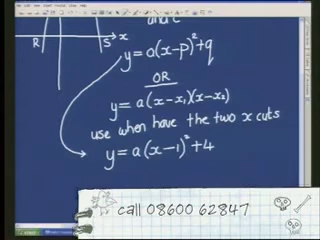 and c
R S x
y = a(x-p)²+q
OR
y = a(x-x₁)(x-x₂)
use when have the two x cuts
y = a(x-1)²+4
call 08600 62847